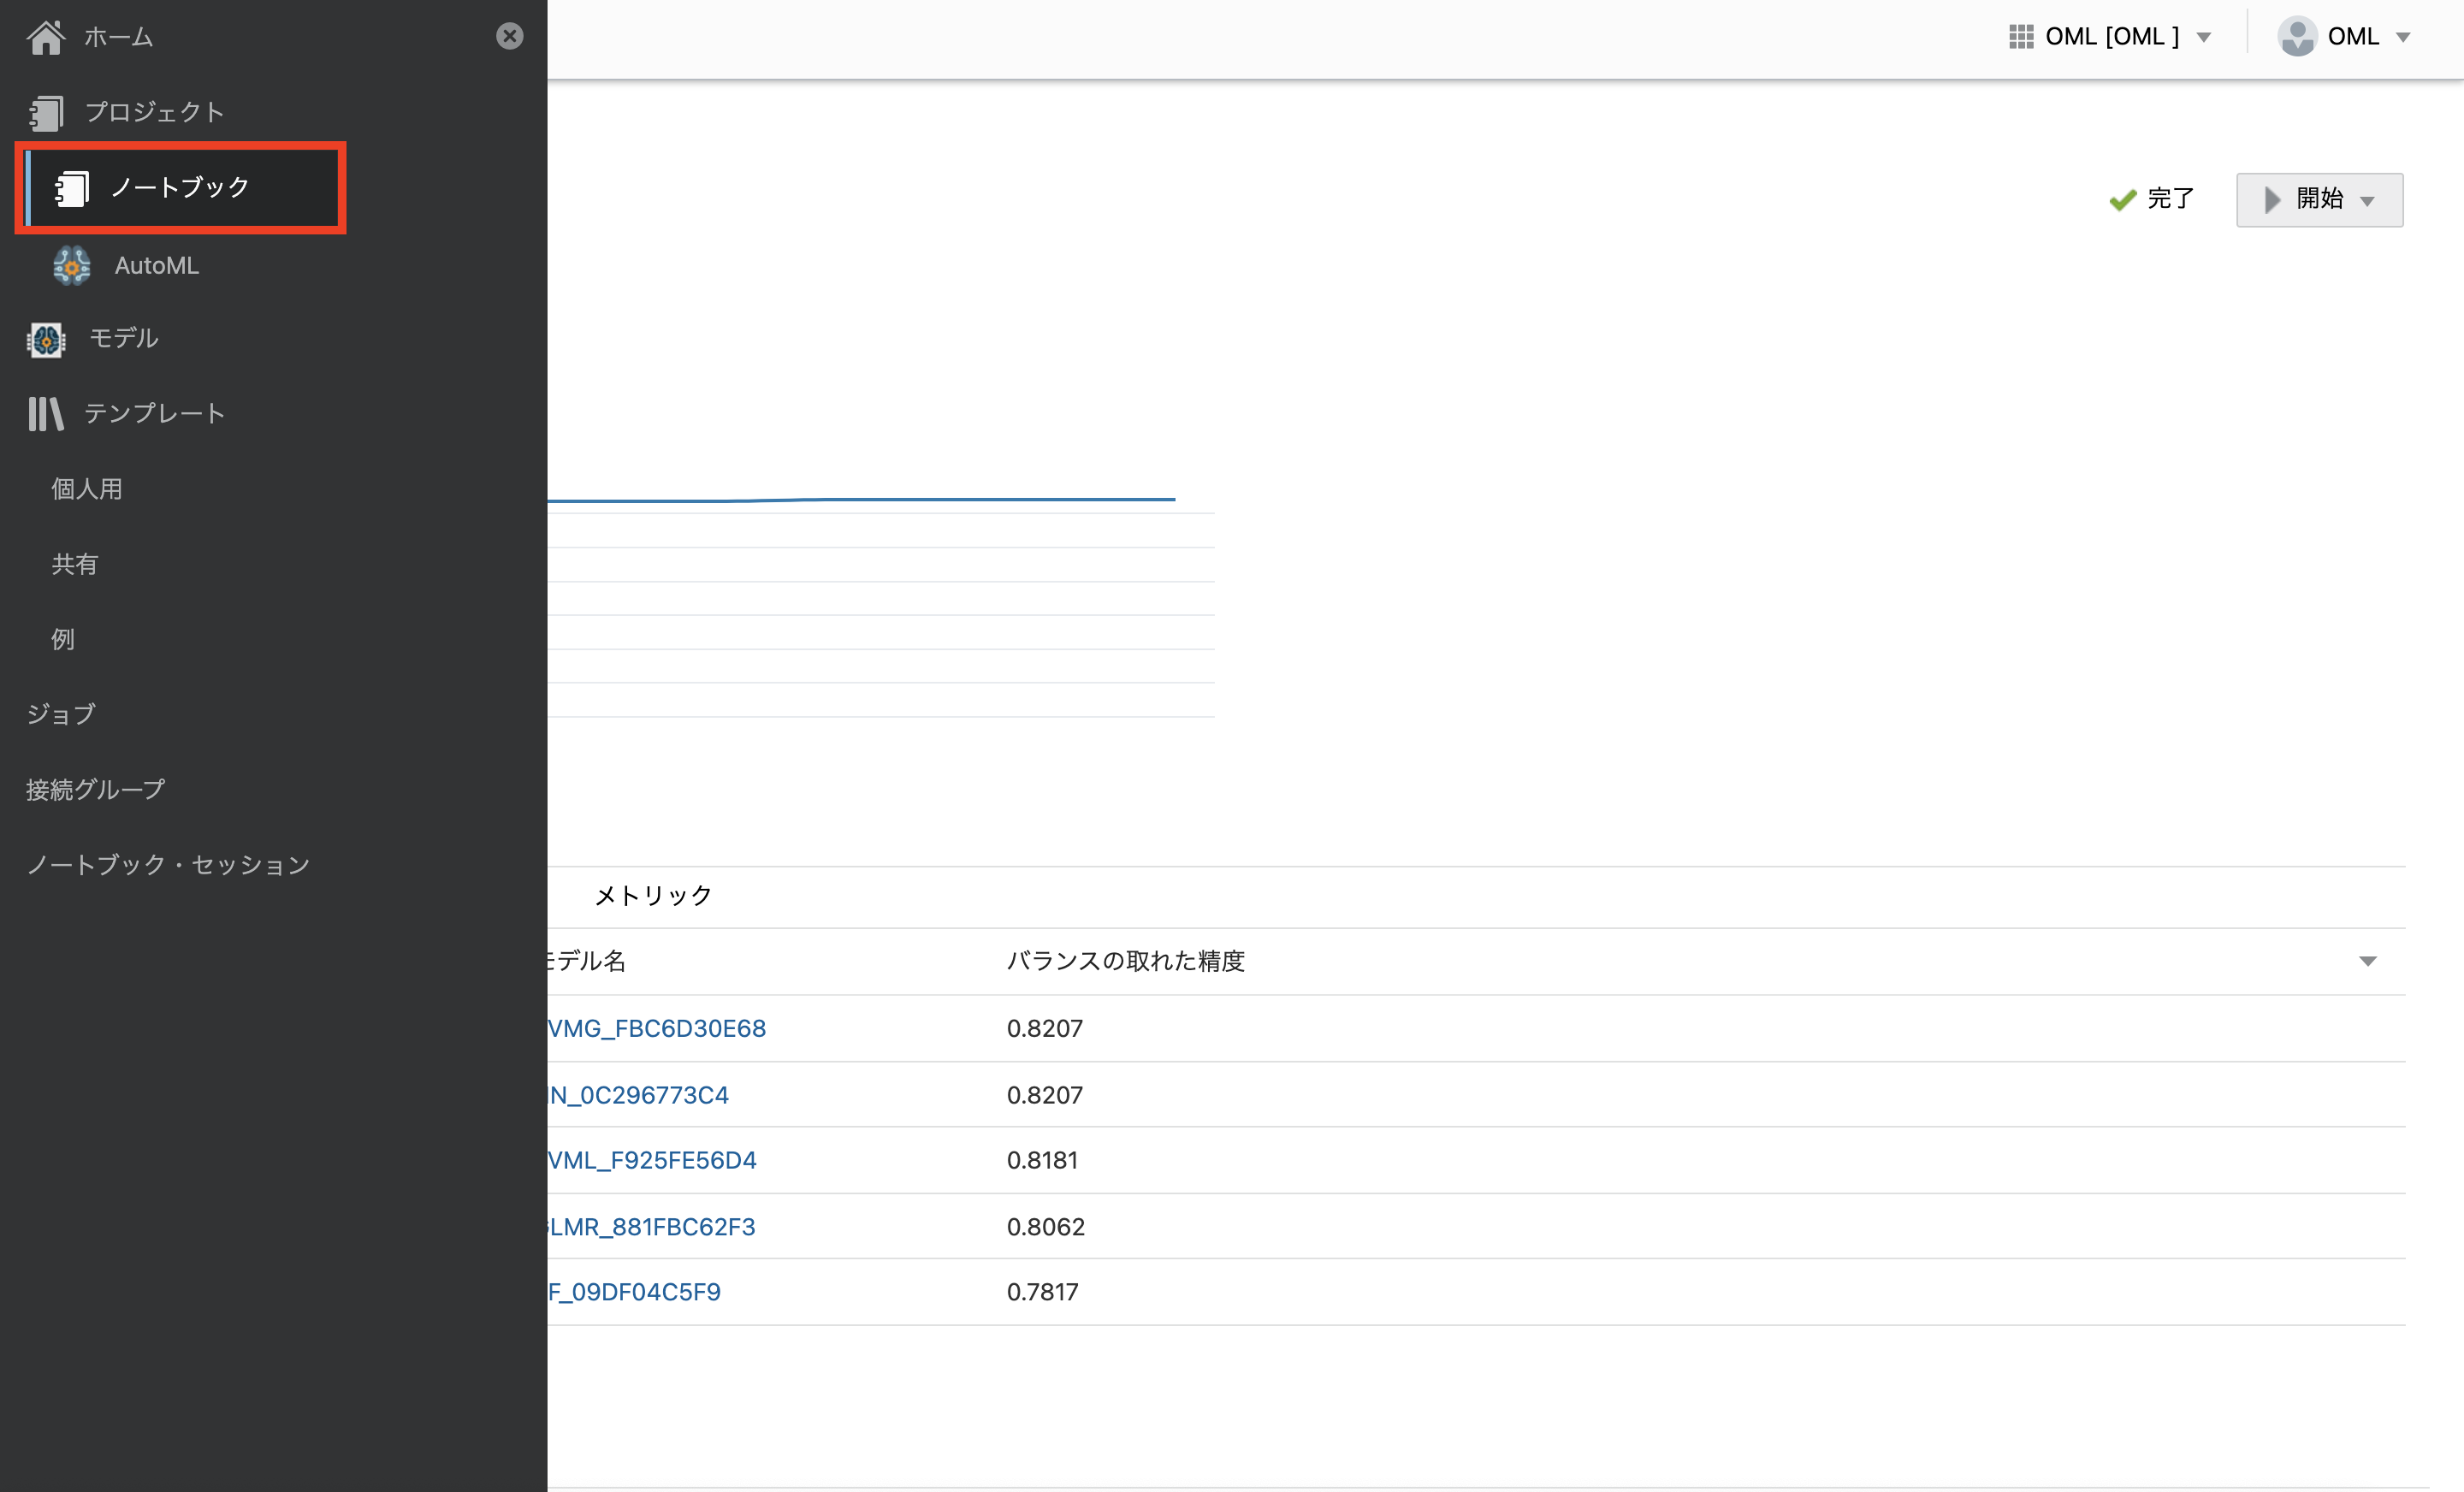 ホーム
プロジェクト
ノートブック
AutoML
モデル
テンプレート
個人用
共有
例
ジョブ
接続グループ
ノートブック・セッション
OML [OML ]
OML
完了
開始
メトリック
モデル名
バランスの取れた精度
VMG_FBC6D30E68
0.8207
N_0C296773C4
0.8207
VML_F925FE56D4
0.8181
GLMR_881FBC62F3
0.8062
F_09DF04C5F9
0.7817